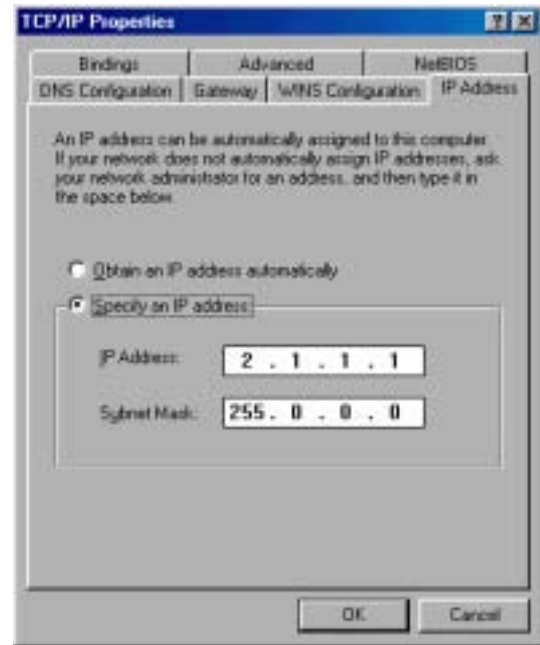 TCP/IP Properties
Bindings Advanced NetBIOS
DNS Configuration Gateway WINS Configuration IP Address
An IP address can be automatically assigned to this computer.
If your network does not automatically assign IP addresses, ask
your network administrator for an address, and then type it in
the space below.
Obtain an IP address automatically
Specify an IP address:
IP Address: 2 . 1 . 1 . 1
Subnet Mask: 255 . 0 . 0 . 0
OK Cancel